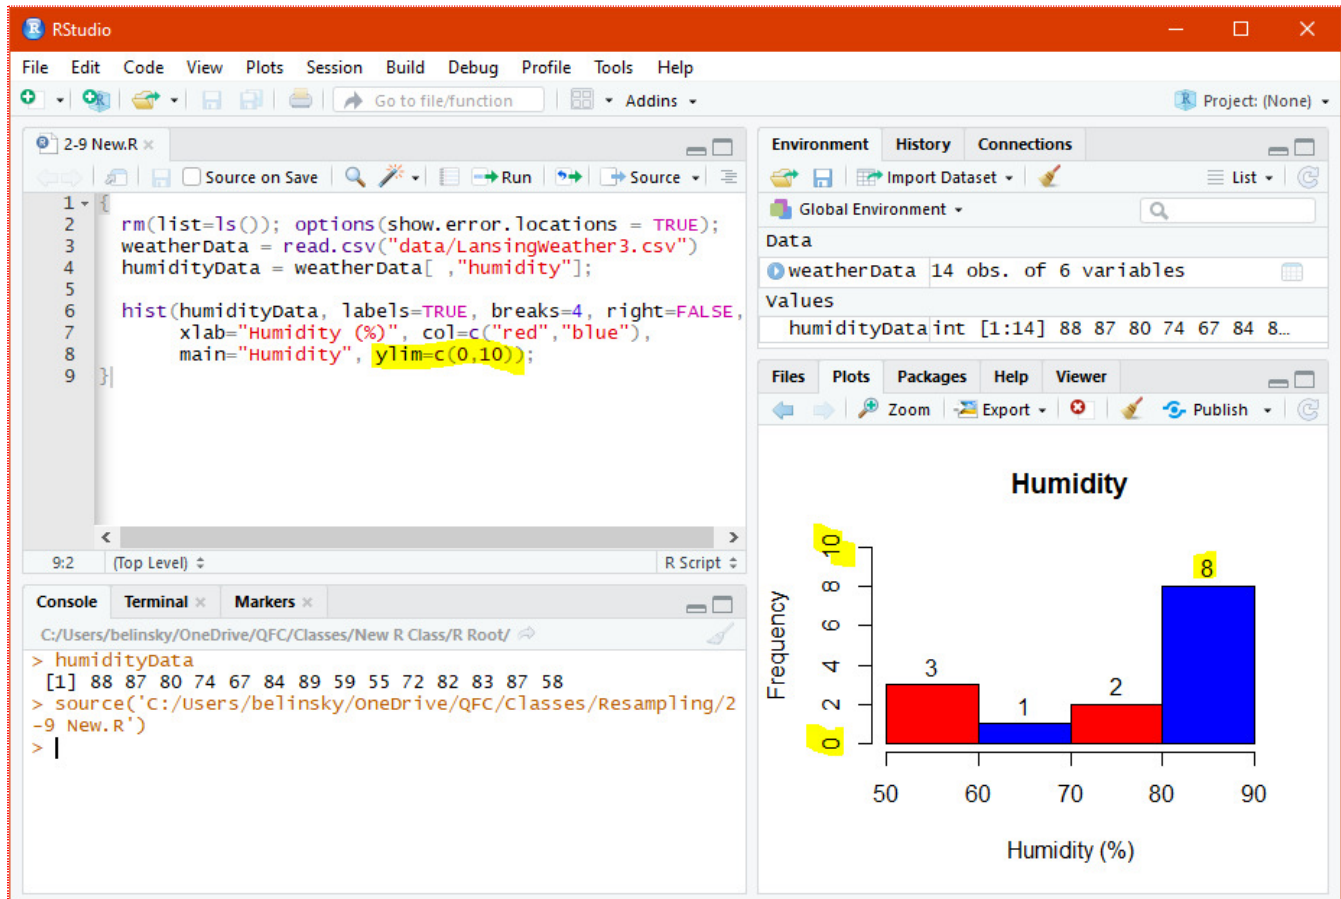 RStudio
File Edit Code View Plots Session Build Debug Profile Tools Help
Go to file/function Addins Project: (None)
2-9 New.R
Source on Save Run Source
1 {
2 rm(list=ls()); options(show.error.locations = TRUE);
3 weatherData = read.csv("data/LansingWeather3.csv")
4 humidityData = weatherData[ ,"humidity"];
5
6 hist(humidityData, labels=TRUE, breaks=4, right=FALSE,
7 xlab="Humidity (%)", col=c("red","blue"),
8 main="Humidity", ylim=c(0,10));
9 }
9:2 (Top Level) R Script
Console Terminal Markers
C:/Users/belinsky/OneDrive/QFC/Classes/New R Class/R Root/
> humidityData
[1] 88 87 80 74 67 84 89 59 55 72 82 83 87 58
> source('C:/Users/belinsky/OneDrive/QFC/Classes/Resampling/2
-9 New.R')
>
Environment History Connections
Import Dataset List
Global Environment
Data
weatherData 14 obs. of 6 variables
Values
humidityData int [1:14] 88 87 80 74 67 84 8…
Files Plots Packages Help Viewer
Zoom Export Publish
Humidity
Frequency
10
8
6
4
2
0
3
1
2
8
50 60 70 80 90
Humidity (%)